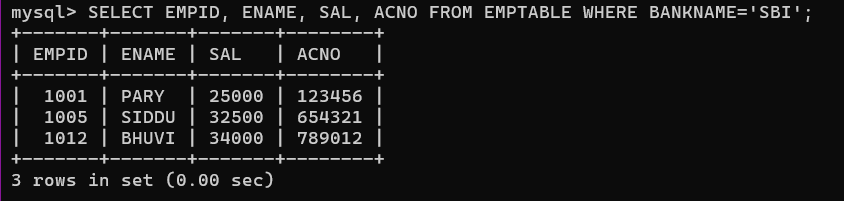 mysql> SELECT EMPID, ENAME, SAL, ACNO FROM EMPTABLE WHERE BANKNAME='SBI';
+-------+-------+-------+--------+
| EMPID | ENAME | SAL   | ACNO   |
+-------+-------+-------+--------+
|  1001 | PARY  | 25000 | 123456 |
|  1005 | SIDDU | 32500 | 654321 |
|  1012 | BHUVI | 34000 | 789012 |
+-------+-------+-------+--------+
3 rows in set (0.00 sec)